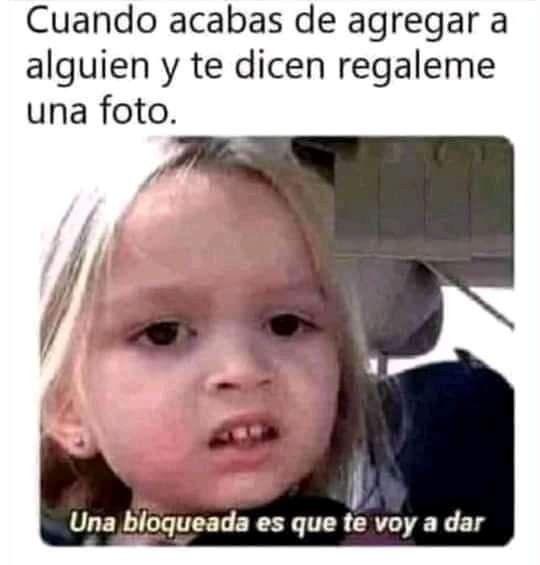 Cuando acabas de agregar a
alguien y te dicen regaleme
una foto.
Una bloqueada es que te voy a dar